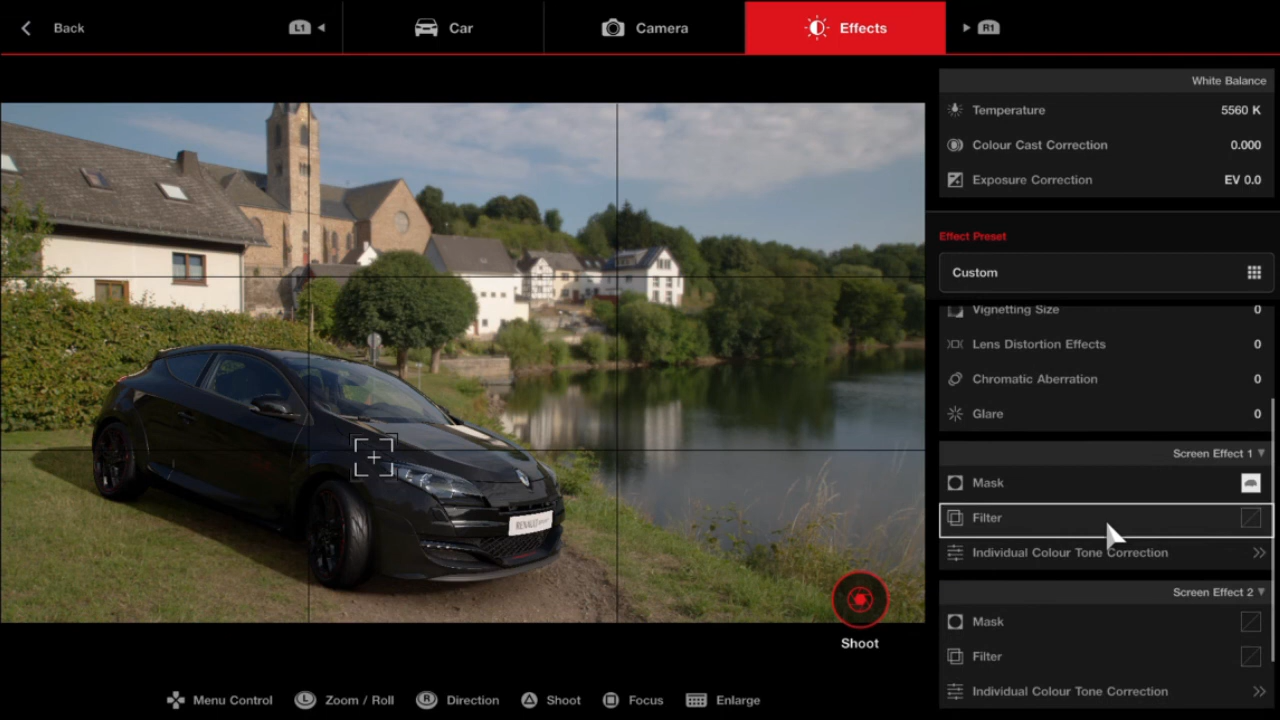 Back
L1
Car
Camera
Effects
R1
White Balance
Temperature 5560 K
Colour Cast Correction 0.000
Exposure Correction EV 0.0
Effect Preset
Custom
Vignetting Size 0
Lens Distortion Effects 0
Chromatic Aberration 0
Glare 0
Screen Effect 1
Mask
Filter
Individual Colour Tone Correction
Screen Effect 2
Mask
Filter
Individual Colour Tone Correction
RENAULT
Shoot
Menu Control
L Zoom / Roll
R Direction
Shoot
Focus
Enlarge